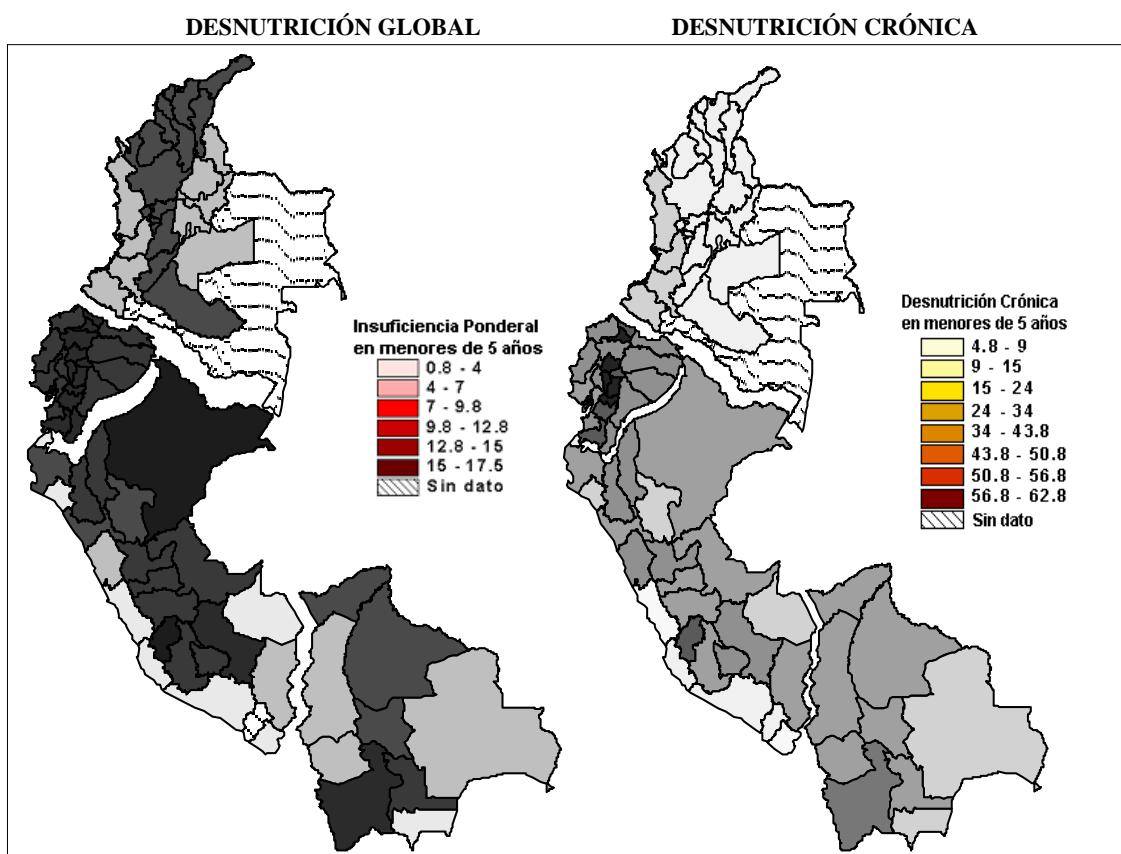 DESNUTRICIÓN GLOBAL
DESNUTRICIÓN CRÓNICA
Insuficiencia Ponderal
en menores de 5 años
0.8 - 4
4 - 7
7 - 9.8
9.8 - 12.8
12.8 - 15
15 - 17.5
Sin dato
Desnutrición Crónica
en menores de 5 años
4.8 - 9
9 - 15
15 - 24
24 - 34
34 - 43.8
43.8 - 50.8
50.8 - 56.8
56.8 - 62.8
Sin dato